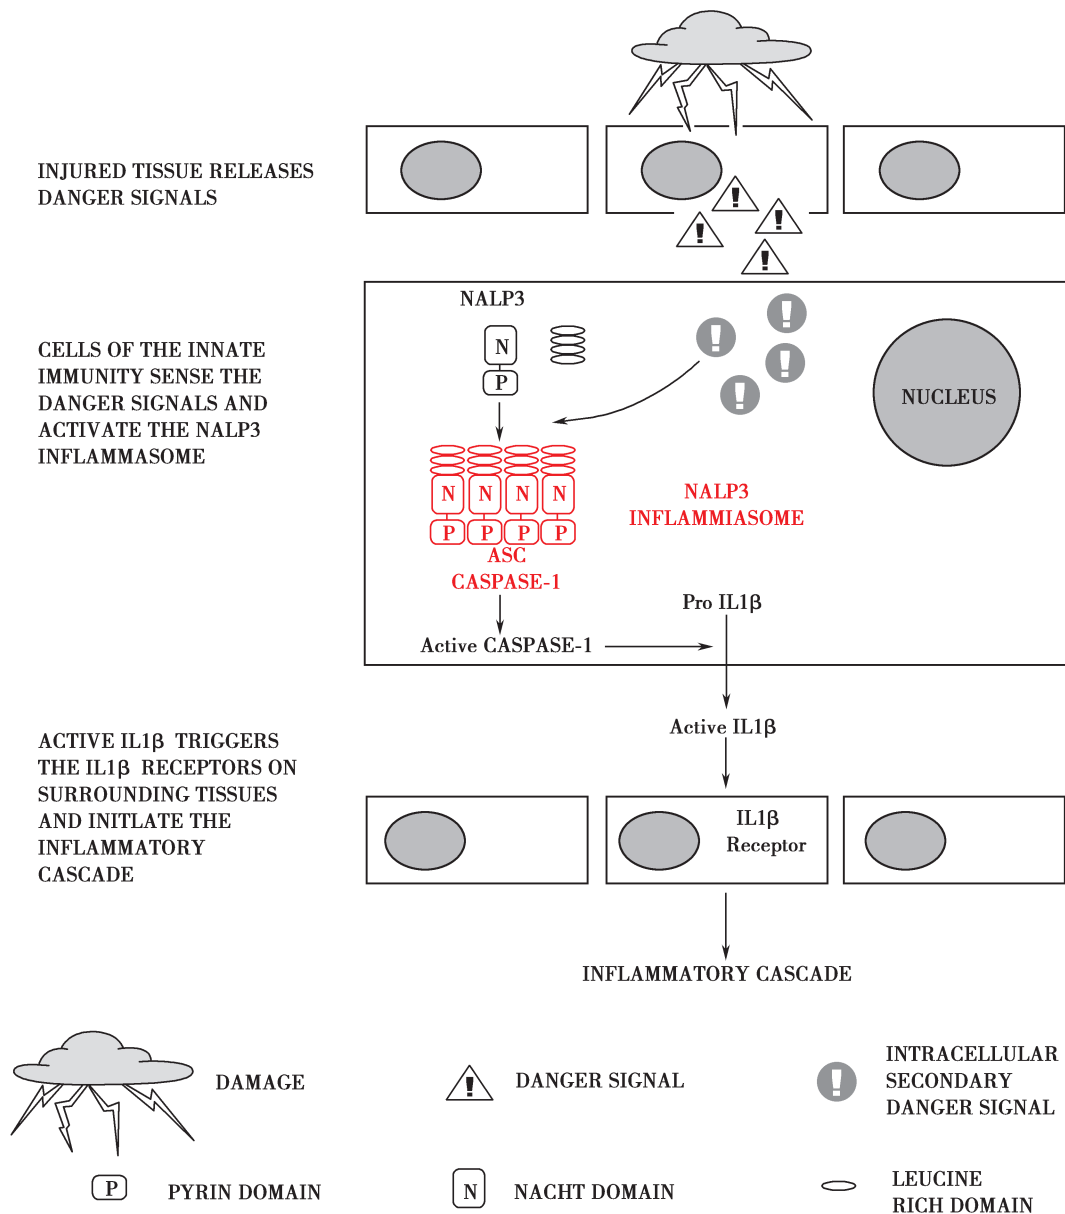 INJURED TISSUE RELEASES
DANGER SIGNALS
!
!
!
!
CELLS OF THE INNATE
IMMUNITY SENSE THE
DANGER SIGNALS AND
ACTIVATE THE NALP3
INFLAMMASOME
NALP3
N
P
!
!
!
!
NUCLEUS
N N N N
P P P P
ASC
CASPASE-1
NALP3
INFLAMMIASOME
Pro IL1β
Active CASPASE-1
Active IL1β
ACTIVE IL1β TRIGGERS
THE IL1β RECEPTORS ON
SURROUNDING TISSUES
AND INITLATE THE
INFLAMMATORY
CASCADE
IL1β
Receptor
INFLAMMATORY CASCADE
DAMAGE
! DANGER SIGNAL
! INTRACELLULAR
SECONDARY
DANGER SIGNAL
P PYRIN DOMAIN
N NACHT DOMAIN
LEUCINE
RICH DOMAIN